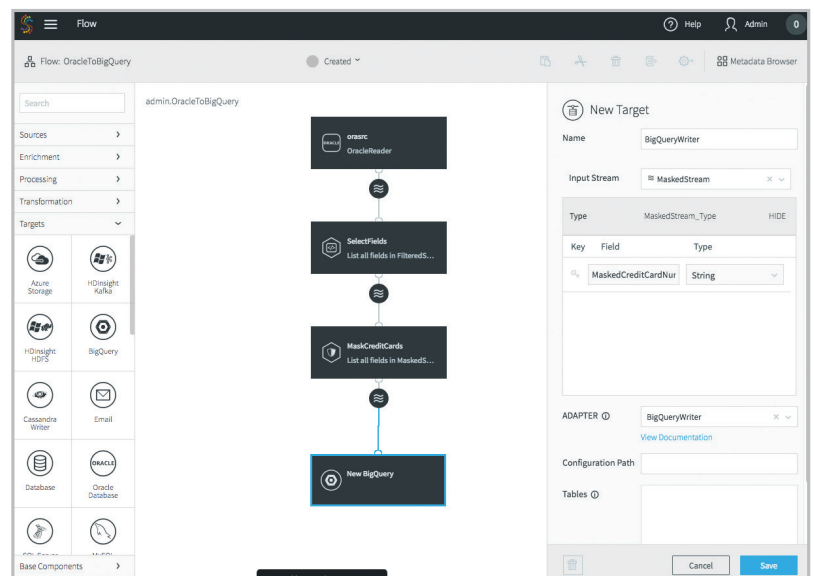 Flow
Help
Admin
0
Flow: OracleToBigQuery
Created
Metadata Browser
Search
Sources
Enrichment
Processing
Transformation
Targets
Azure
Storage
HDInsight
Kafka
HDInsight
HDFS
BigQuery
Cassandra
Writer
Email
Database
ORACLE
Oracle
Database
Base Components
admin.OracleToBigQuery
ORACLE
orasrc
OracleReader
SelectFields
List all fields in FilteredS...
MaskCreditCards
List all fields in MaskedS...
New BigQuery
New Target
Name
BigQueryWriter
Input Stream
MaskedStream
Type
MaskedStream_Type
HIDE
Key
Field
Type
MaskedCreditCardNur
String
ADAPTER
BigQueryWriter
View Documentation
Configuration Path
Tables
Cancel
Save